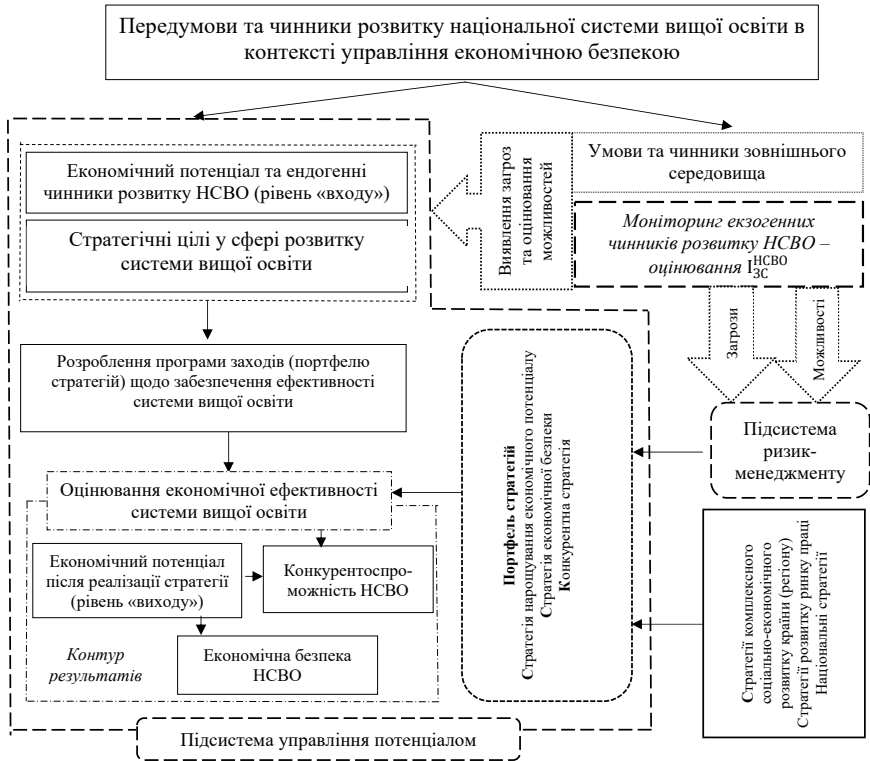 Передумови та чинники розвитку національної системи вищої освіти в
контексті управління економічною безпекою
Економічний потенціал та ендогенні
чинники розвитку НСВО (рівень «входу»)
Стратегічні цілі у сфері розвитку
системи вищої освіти
Виявлення загроз
та оцінювання
можливостей
Умови та чинники зовнішнього
середовища
Моніторинг екзогенних
чинників розвитку НСВО –
оцінювання І_ЗС^НСВО
Загрози
Можливості
Розроблення програми заходів (портфелю
стратегій) щодо забезпечення ефективності
системи вищої освіти
Підсистема
ризик-
менеджменту
Оцінювання економічної ефективності
системи вищої освіти
Портфель стратегій
Стратегія нарощування економічного потенціалу
Стратегія економічної безпеки
Конкурентна стратегія
Економічний потенціал
після реалізації стратегії
(рівень «виходу»)
Конкурентоспро-
можність НСВО
Економічна безпека
НСВО
Контур
результатів
Стратегії комплексного
соціально-економічного
розвитку країни (регіону)
Стратегії розвитку ринку праці
Національні стратегії
Підсистема управління потенціалом